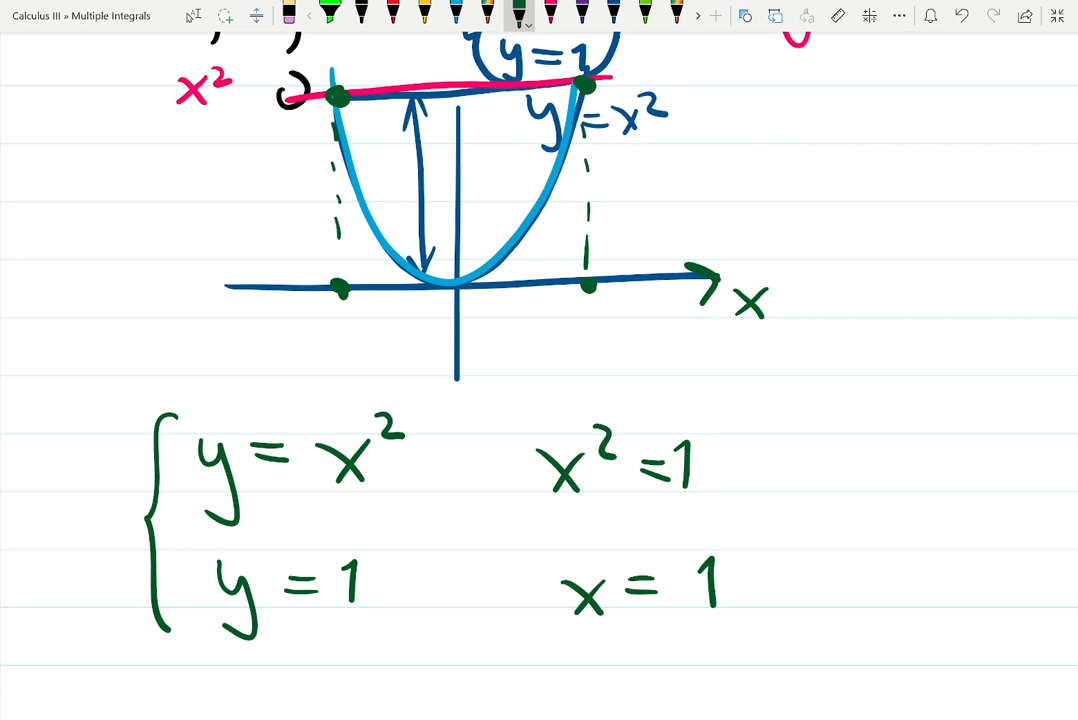 Calculus III » Multiple Integrals
y = 1
x²
y = x²
x
y = x²
x² = 1
y = 1
x = 1